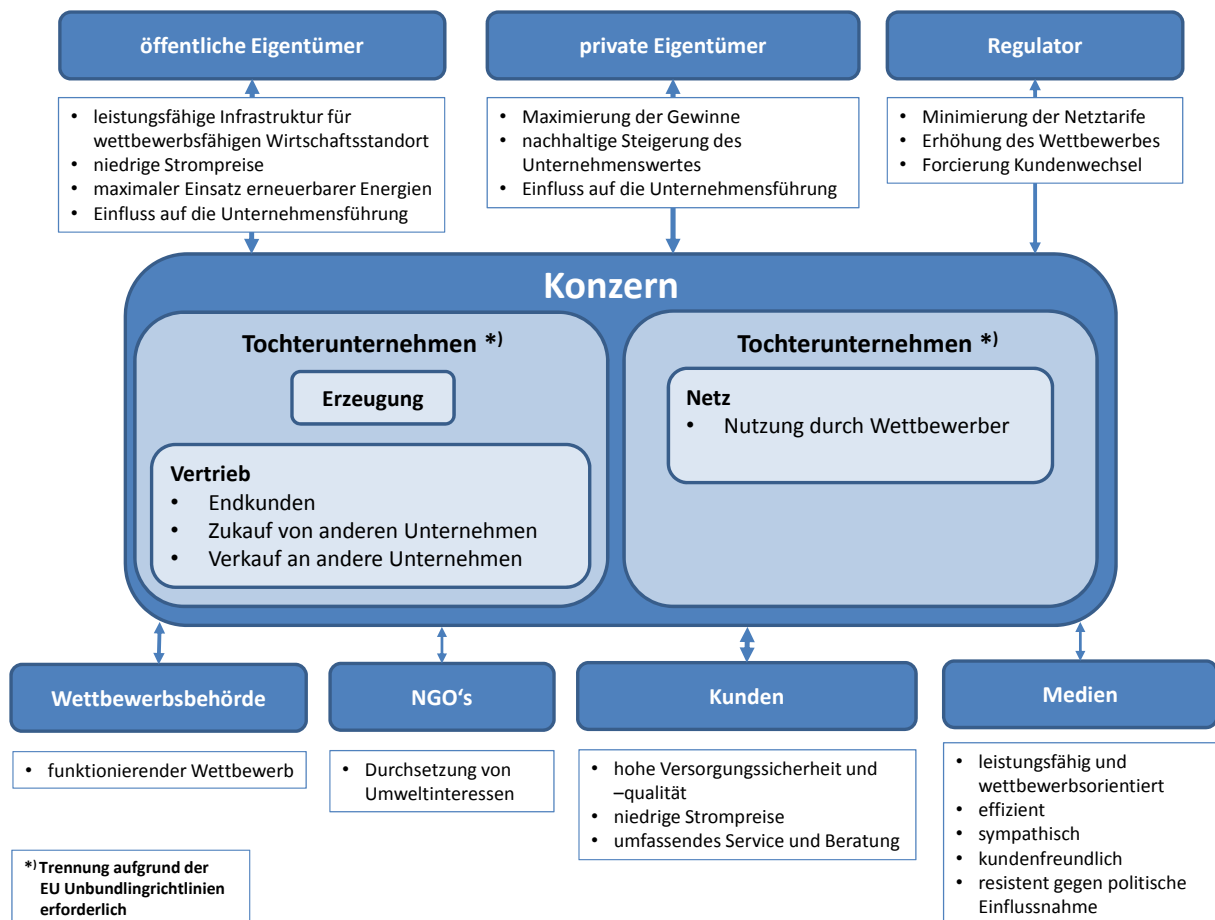 öffentliche Eigentümer
private Eigentümer
Regulator
• leistungsfähige Infrastruktur für
wettbewerbsfähigen Wirtschaftsstandort
• niedrige Strompreise
• maximaler Einsatz erneuerbarer Energien
• Einfluss auf die Unternehmensführung
• Maximierung der Gewinne
• nachhaltige Steigerung des
Unternehmenswertes
• Einfluss auf die Unternehmensführung
• Minimierung der Netztarife
• Erhöhung des Wettbewerbes
• Forcierung Kundenwechsel
Konzern
Tochterunternehmen *)
Erzeugung
Vertrieb
• Endkunden
• Zukauf von anderen Unternehmen
• Verkauf an andere Unternehmen
Tochterunternehmen *)
Netz
• Nutzung durch Wettbewerber
Wettbewerbsbehörde
NGO‘s
Kunden
Medien
• funktionierender Wettbewerb
• Durchsetzung von
Umweltinteressen
• hohe Versorgungssicherheit und
–qualität
• niedrige Strompreise
• umfassendes Service und Beratung
• leistungsfähig und
wettbewerbsorientiert
• effizient
• sympathisch
• kundenfreundlich
• resistent gegen politische
Einflussnahme
*) Trennung aufgrund der
EU Unbundlingrichtlinien
erforderlich